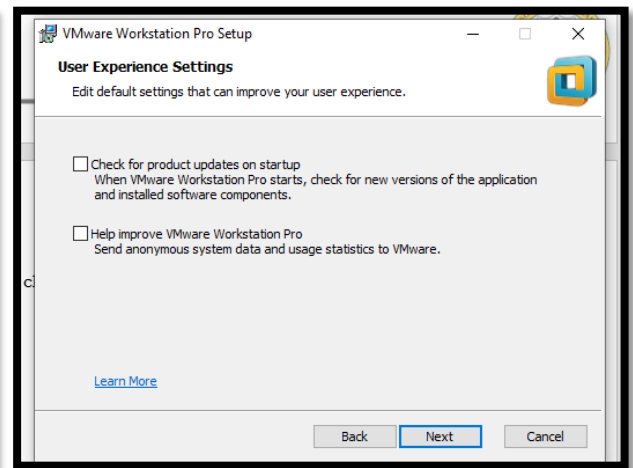 VMware Workstation Pro Setup
User Experience Settings
Edit default settings that can improve your user experience.
Check for product updates on startup
When VMware Workstation Pro starts, check for new versions of the application
and installed software components.
Help improve VMware Workstation Pro
Send anonymous system data and usage statistics to VMware.
cl
Learn More
Back Next Cancel